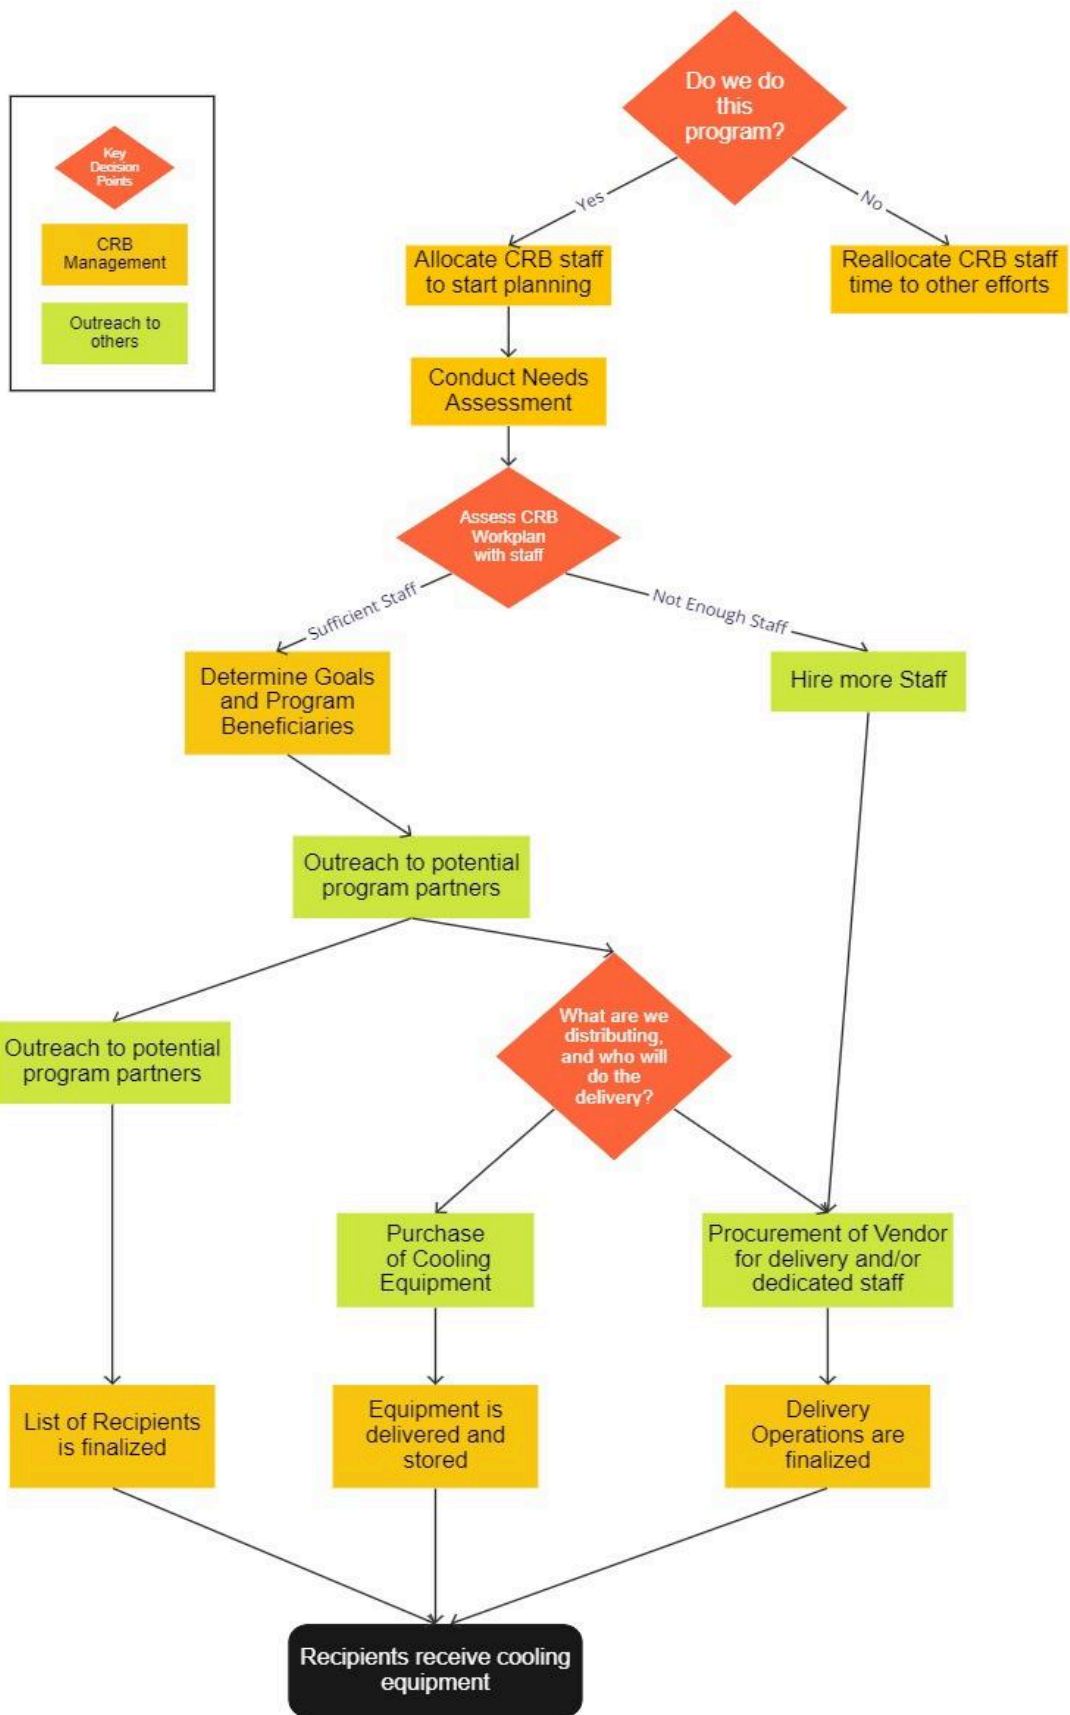 Do we do
this
program?
Key
Decision
Points
CRB
Management
Outreach to
others
Yes
No
Allocate CRB staff
to start planning
Reallocate CRB staff
time to other efforts
Conduct Needs
Assessment
Assess CRB
Workplan
with staff
Sufficient Staff
Not Enough Staff
Determine Goals
and Program
Beneficiaries
Hire more Staff
Outreach to potential
program partners
Outreach to potential
program partners
What are we
distributing,
and who will
do the
delivery?
Purchase
of Cooling
Equipment
Procurement of Vendor
for delivery and/or
dedicated staff
List of Recipients
is finalized
Equipment is
delivered and
stored
Delivery
Operations are
finalized
Recipients receive cooling
equipment